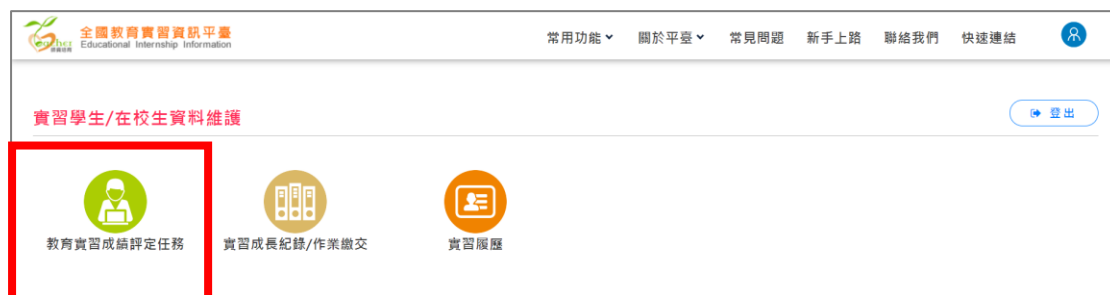 全國教育實習資訊平臺
Educational Internship Information
常用功能 關於平臺 常見問題 新手上路 聯絡我們 快速連結
實習學生/在校生資料維護
登出
教育實習成績評定任務 實習成長紀錄/作業繳交 實習履歷